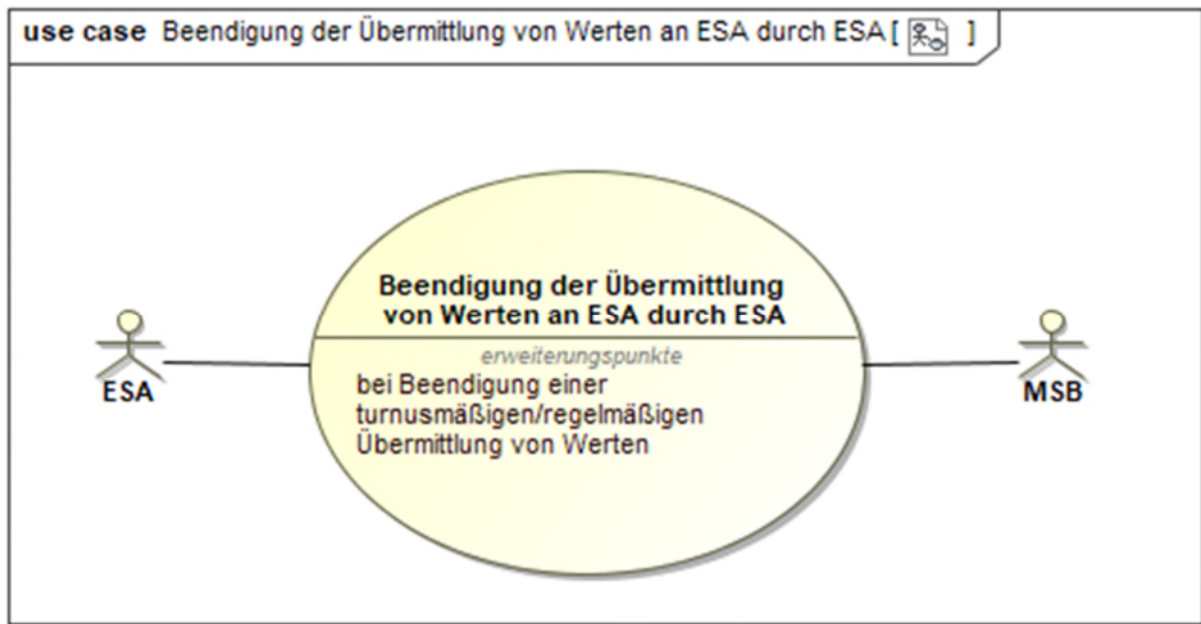 use case Beendigung der Übermittlung von Werten an ESA durch ESA [ ]
Beendigung der Übermittlung
von Werten an ESA durch ESA
erweiterungspunkte
bei Beendigung einer
turnusmäßigen/regelmäßigen
Übermittlung von Werten
ESA
MSB